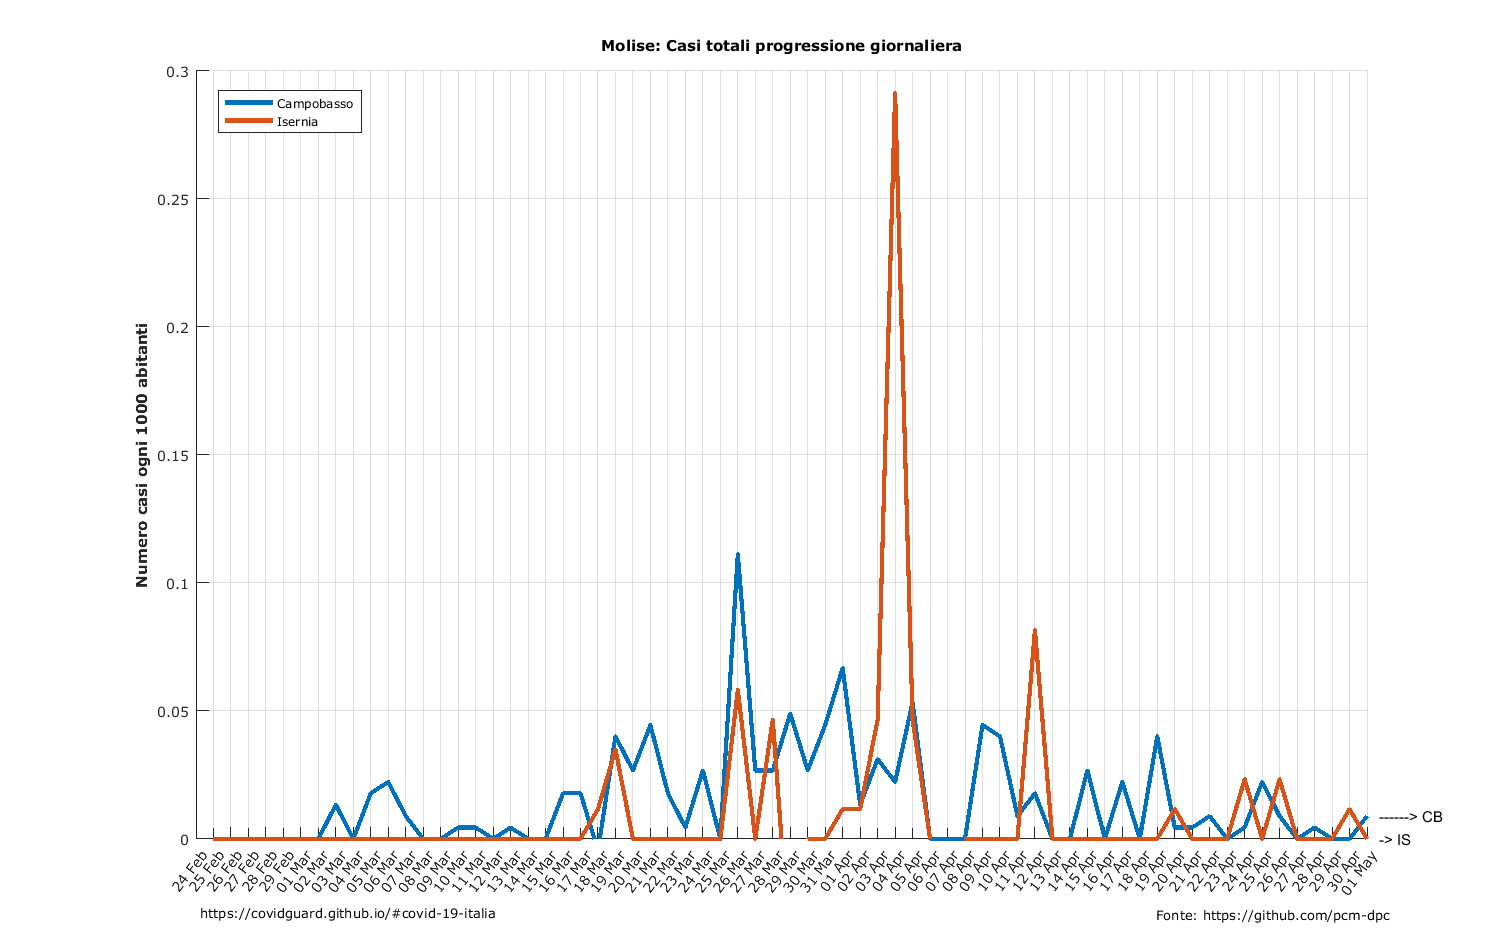 Molise: Casi totali progressione giornaliera
Campobasso
Isernia
Numero casi ogni 1000 abitanti
0.3
0.25
0.2
0.15
0.1
0.05
0
24 Feb
25 Feb
26 Feb
27 Feb
28 Feb
29 Feb
01 Mar
02 Mar
03 Mar
04 Mar
05 Mar
06 Mar
07 Mar
08 Mar
09 Mar
10 Mar
11 Mar
12 Mar
13 Mar
14 Mar
15 Mar
16 Mar
17 Mar
18 Mar
19 Mar
20 Mar
21 Mar
22 Mar
23 Mar
24 Mar
25 Mar
26 Mar
27 Mar
28 Mar
29 Mar
30 Mar
31 Mar
01 Apr
02 Apr
03 Apr
04 Apr
05 Apr
06 Apr
07 Apr
08 Apr
09 Apr
10 Apr
11 Apr
12 Apr
13 Apr
14 Apr
15 Apr
16 Apr
17 Apr
18 Apr
19 Apr
20 Apr
21 Apr
22 Apr
23 Apr
24 Apr
25 Apr
26 Apr
27 Apr
28 Apr
29 Apr
30 Apr
01 May
------> CB
-> IS
https://covidguard.github.io/#covid-19-italia
Fonte: https://github.com/pcm-dpc